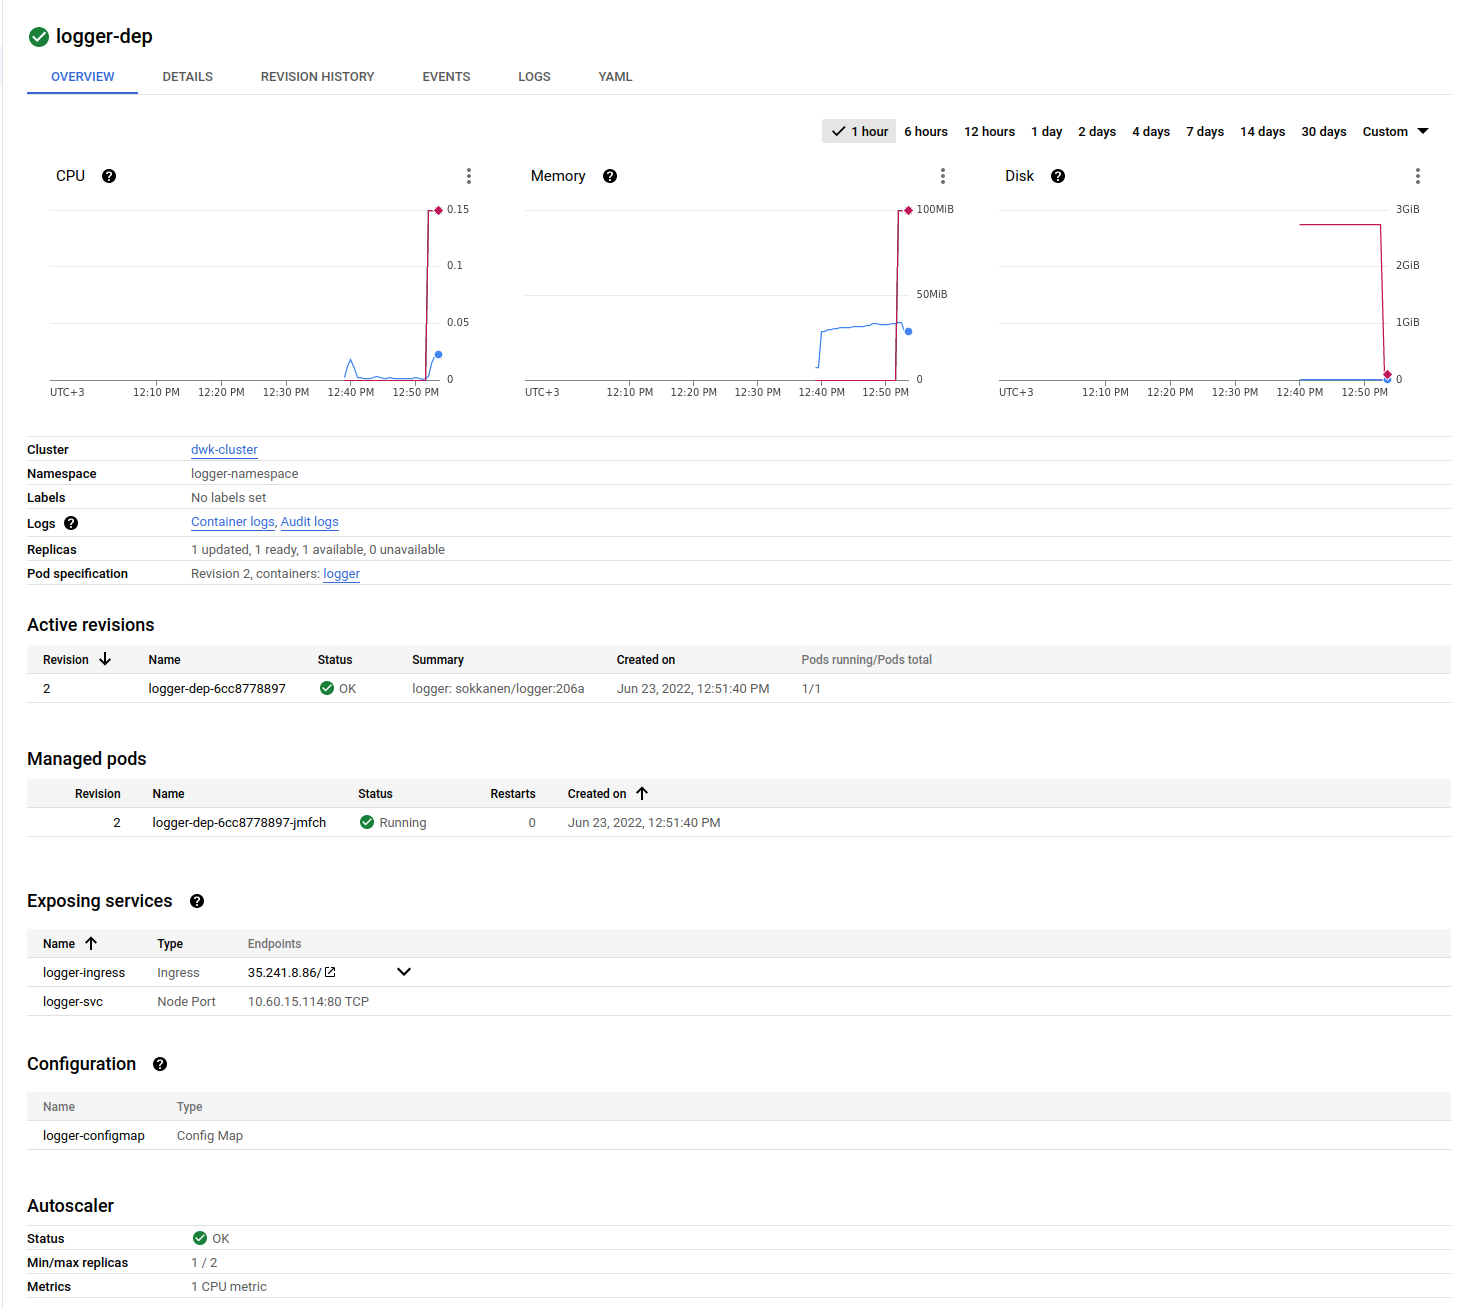 logger-dep
OVERVIEW DETAILS REVISION HISTORY EVENTS LOGS YAML
1 hour 6 hours 12 hours 1 day 2 days 4 days 7 days 14 days 30 days Custom
CPU Memory Disk
0.15
0.1
0.05
0
UTC+3 12:10 PM 12:20 PM 12:30 PM 12:40 PM 12:50 PM
100MiB
50MiB
0
UTC+3 12:10 PM 12:20 PM 12:30 PM 12:40 PM 12:50 PM
3GiB
2GiB
1GiB
0
UTC+3 12:10 PM 12:20 PM 12:30 PM 12:40 PM 12:50 PM
Cluster dwk-cluster
Namespace logger-namespace
Labels No labels set
Logs Container logs, Audit logs
Replicas 1 updated, 1 ready, 1 available, 0 unavailable
Pod specification Revision 2, containers: logger
Active revisions
Revision Name Status Summary Created on Pods running/Pods total
2 logger-dep-6cc8778897 OK logger: sokkanen/logger:206a Jun 23, 2022, 12:51:40 PM 1/1
Managed pods
Revision Name Status Restarts Created on
2 logger-dep-6cc8778897-jmfch Running 0 Jun 23, 2022, 12:51:40 PM
Exposing services
Name Type Endpoints
logger-ingress Ingress 35.241.8.86/
logger-svc Node Port 10.60.15.114:80 TCP
Configuration
Name Type
logger-configmap Config Map
Autoscaler
Status OK
Min/max replicas 1 / 2
Metrics 1 CPU metric